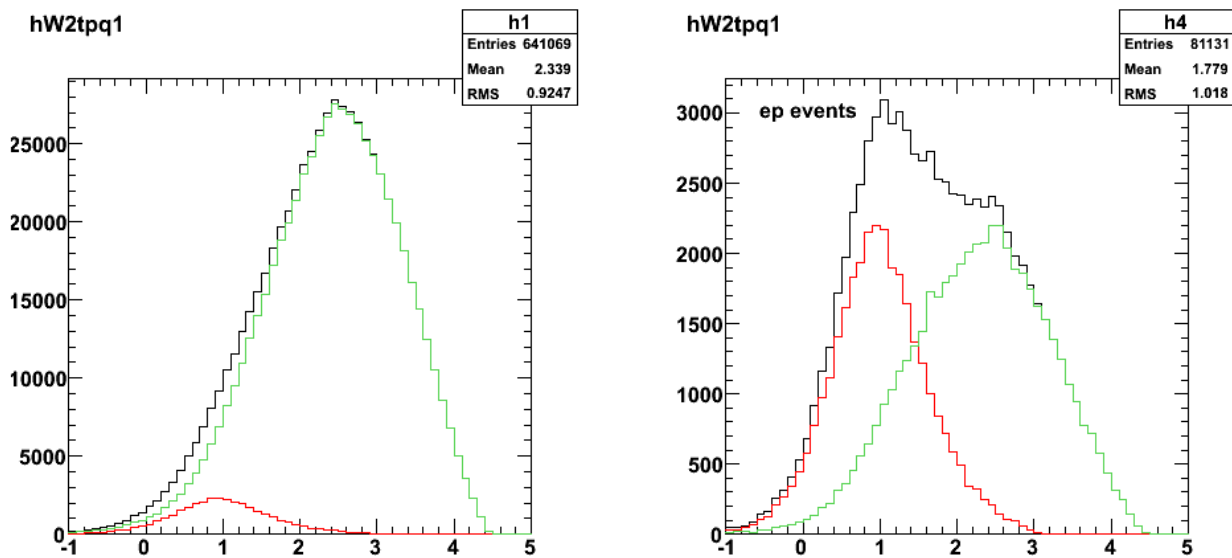 hW2tpq1
h1
Entries 641069
Mean 2.339
RMS 0.9247
25000
20000
15000
10000
5000
0
-1 0 1 2 3 4 5
hW2tpq1
h4
Entries 81131
Mean 1.779
RMS 1.018
ep events
3000
2500
2000
1500
1000
500
0
-1 0 1 2 3 4 5